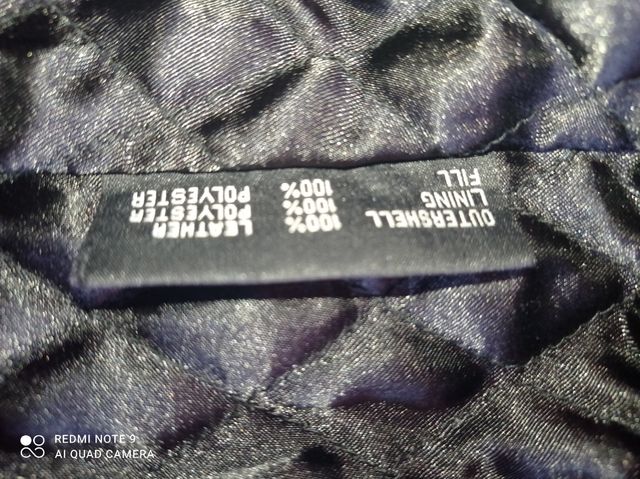 OUTERSHELL 100% LEATHER
LINING 100% POLYESTER
FILL 100% POLYESTER
REDMI NOTE 9
AI QUAD CAMERA